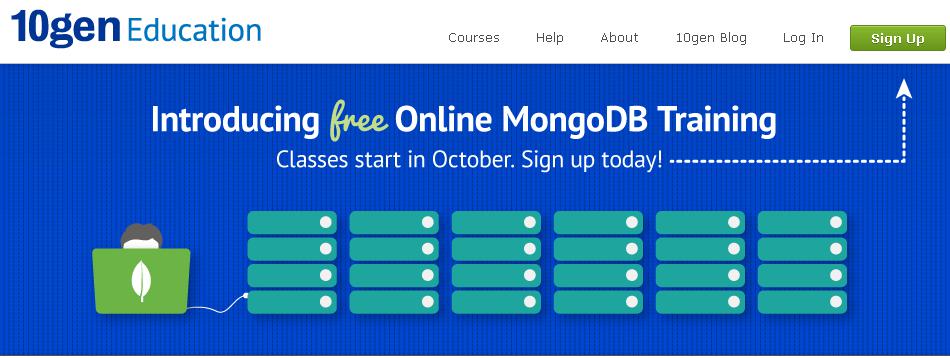 10gen Education
Courses Help About 10gen Blog Log In Sign Up
Introducing free Online MongoDB Training
Classes start in October. Sign up today!